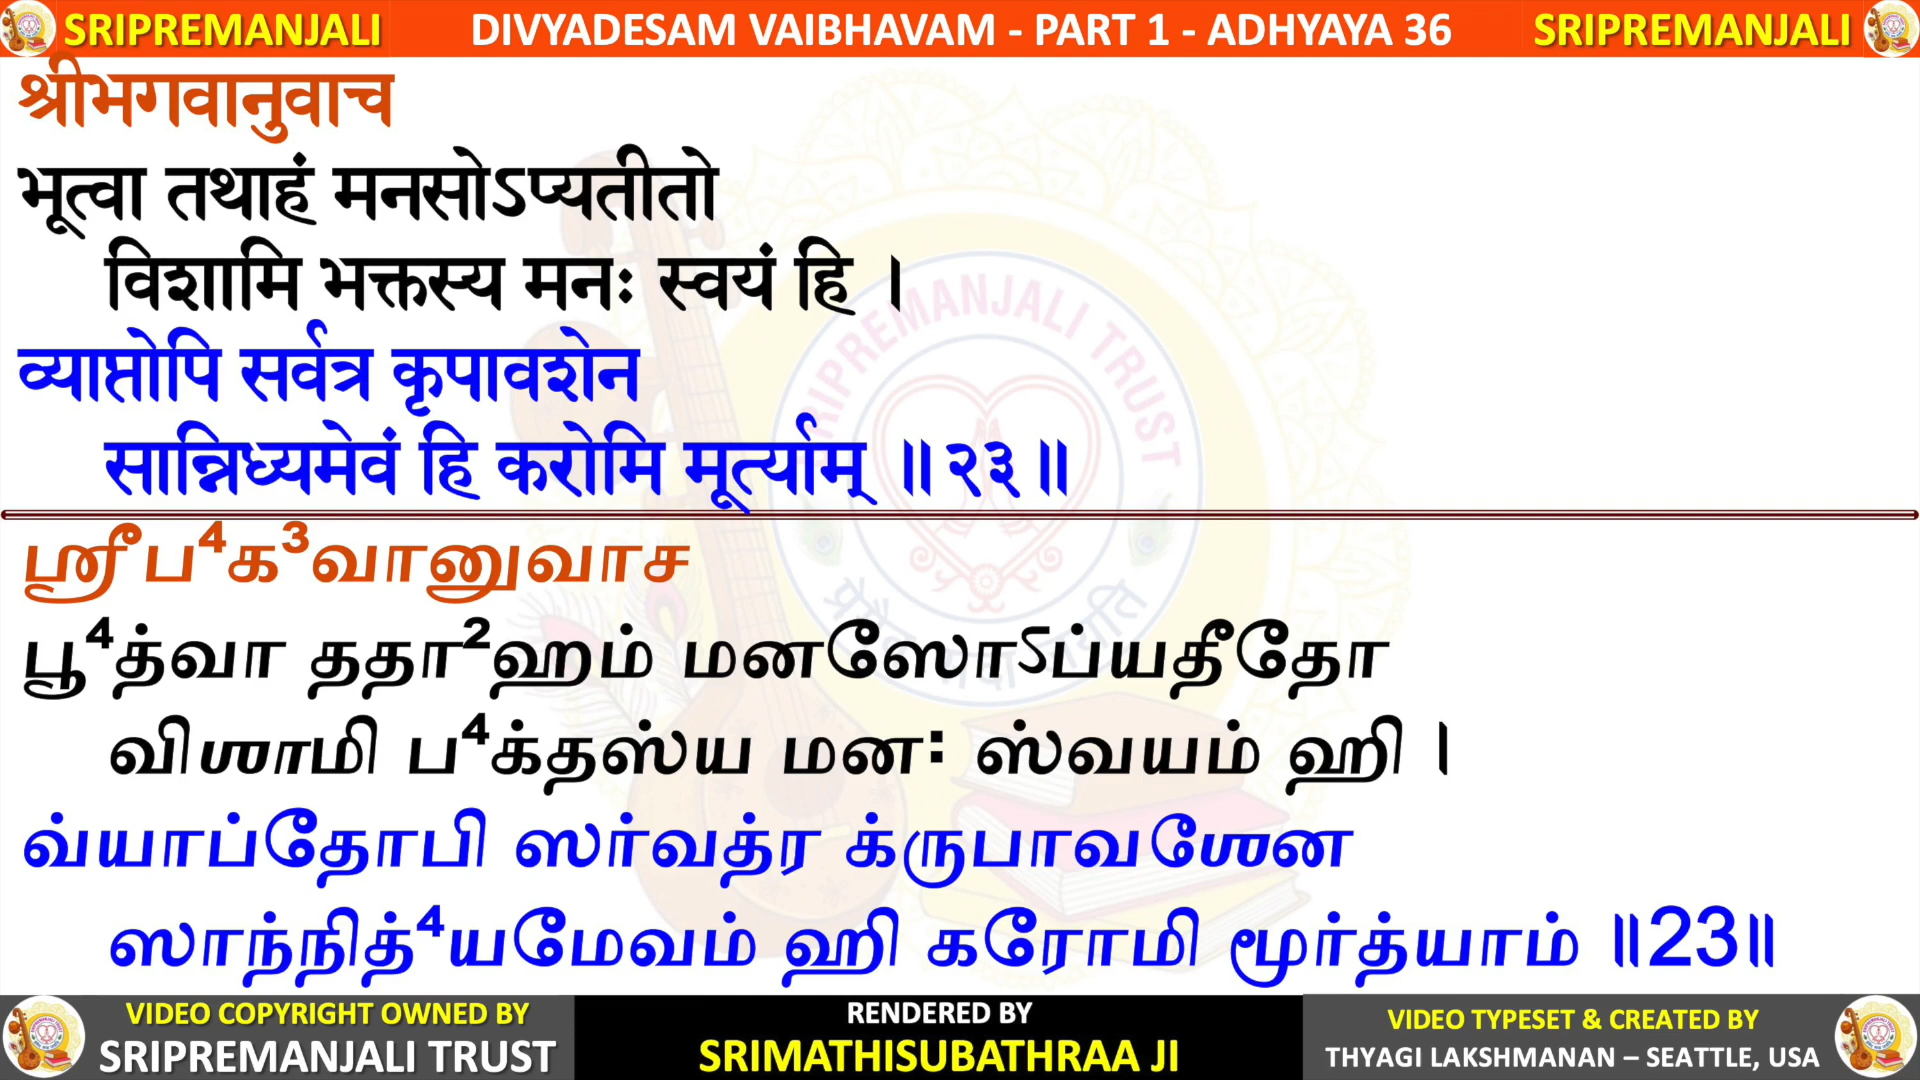 SRIPREMANJALI DIVYADESAM VAIBHAVAM - PART 1 - ADHYAYA 36 SRIPREMANJALI
श्रीभगवानुवाच
भूत्वा तथाहं मनसोऽप्यतीतो
विशामि भक्तस्य मनः स्वयं हि ।
व्याप्तोपि सर्वत्र कृपावशेन
सान्निध्यमेवं हि करोमि मूर्त्याम् ॥२३॥
ஸ்ரீப⁴க³வானுவாச
பூ⁴த்வா ததா²ஹம் மனஸோऽப்யதீதோ
விஶாமி ப⁴க்தஸ்ய மன꞉ ஸ்வயம் ஹி ।
வ்யாப்தோபி ஸர்வத்ர க்ருபாவஶேன
ஸாந்நித்⁴யமேவம் ஹி கரோமி மூர்த்யாம் ॥23॥
SRIPREMANJALI TRUST
VIDEO COPYRIGHT OWNED BY
SRIPREMANJALI TRUST
RENDERED BY
SRIMATHISUBATHRAA JI
VIDEO TYPESET & CREATED BY
THYAGI LAKSHMANAN – SEATTLE, USA